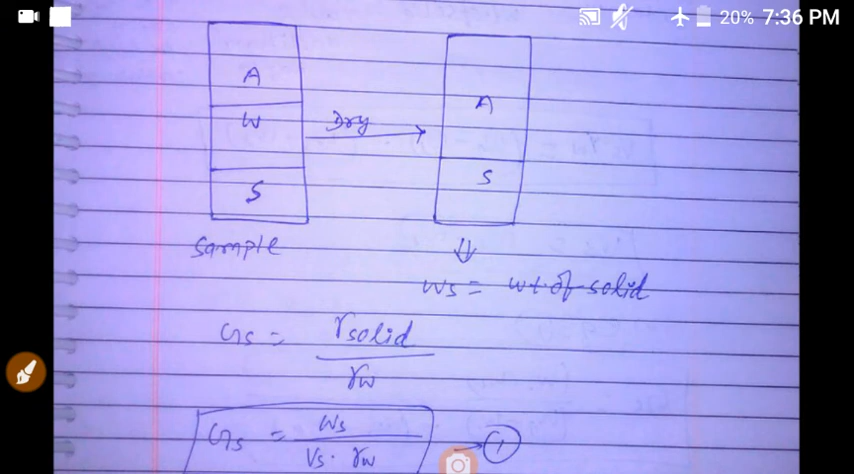 20% 7:36 PM
A
W
S
Dry
A
S
Sample
Ws = wt. of solid
Gs = γsolid / γw
Gs = Ws / Vs · γw → 1